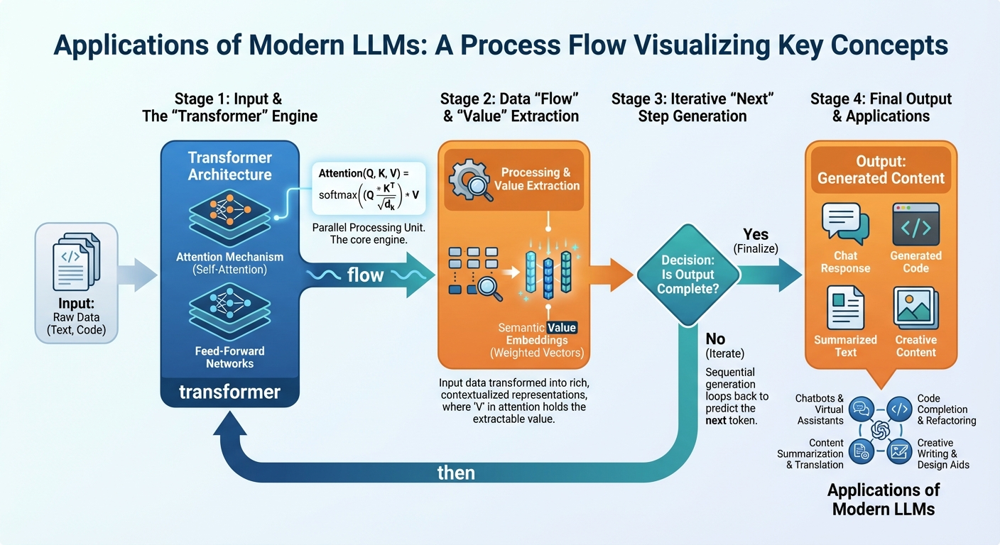 Applications of Modern LLMs: A Process Flow Visualizing Key Concepts
Stage 1: Input &
The “Transformer” Engine
Input:
Raw Data
(Text, Code)
Transformer
Architecture
Attention Mechanism
(Self-Attention)
Feed-Forward
Networks
transformer
Attention(Q, K, V) =
softmax((Q * K^T / √d_k) * V
Parallel Processing Unit.
The core engine.
flow
Stage 2: Data “Flow”
& “Value” Extraction
Processing &
Value Extraction
Semantic Value
Embeddings
(Weighted Vectors)
Input data transformed into rich,
contextualized representations,
where 'V' in attention holds the
extractable value.
Stage 3: Iterative “Next”
Step Generation
Decision:
Is Output
Complete?
Yes
(Finalize)
No
(Iterate)
Sequential
generation
loops back to
predict the
next token.
then
Stage 4: Final Output
& Applications
Output:
Generated Content
Chat
Response
Generated
Code
Summarized
Text
Creative
Content
Chatbots &
Virtual
Assistants
Code
Completion
& Refactoring
Content
Summarization
& Translation
Creative
Writing &
Design Aids
Applications of
Modern LLMs